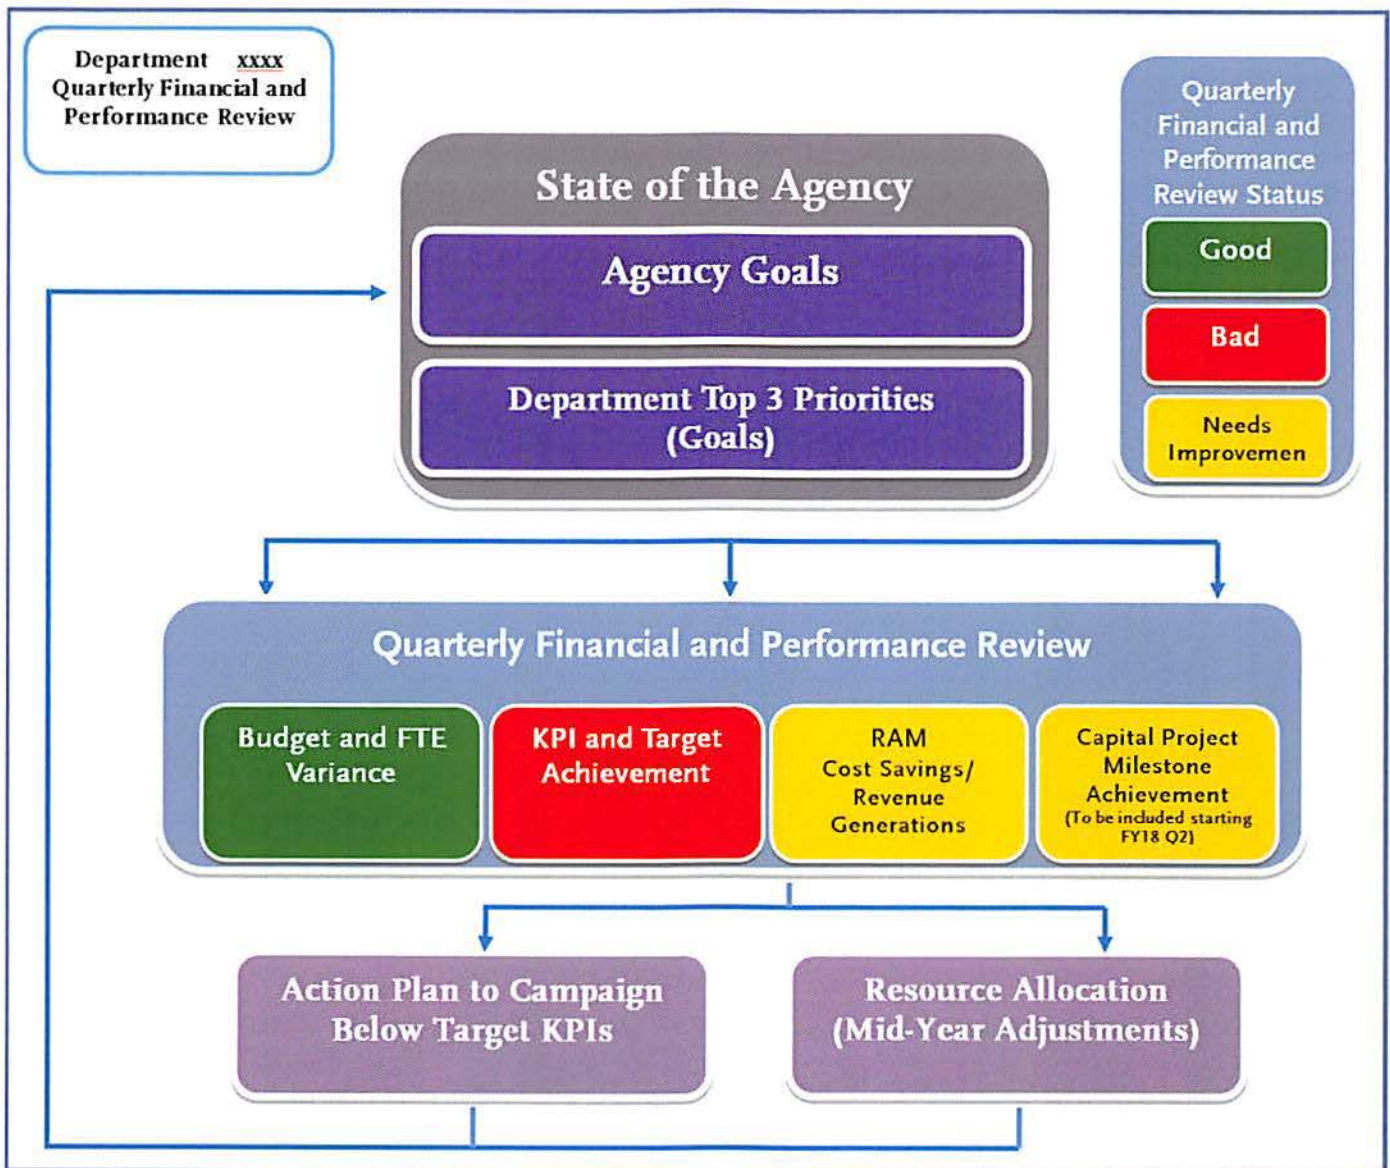 Department xxxx
Quarterly Financial and
Performance Review
Quarterly
Financial and
Performance
Review Status
Good
Bad
Needs
Improvemen
State of the Agency
Agency Goals
Department Top 3 Priorities
(Goals)
Quarterly Financial and Performance Review
Budget and FTE
Variance
KPI and Target
Achievement
RAM
Cost Savings/
Revenue
Generations
Capital Project
Milestone
Achievement
(To be included starting
FY18 Q2)
Action Plan to Campaign
Below Target KPIs
Resource Allocation
(Mid-Year Adjustments)